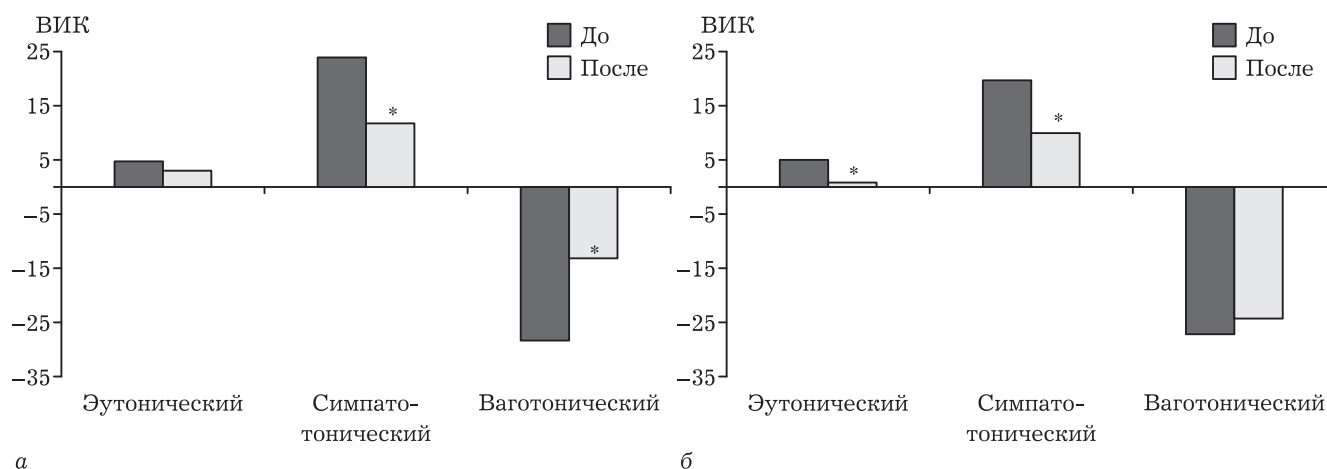 ВИК
25
15
5
−5
−15
−25
−35
До
После
*
*
Эутонический
Симпато-
тонический
Ваготонический
а
ВИК
25
15
5
−5
−15
−25
−35
До
После
*
*
Эутонический
Симпато-
тонический
Ваготонический
б